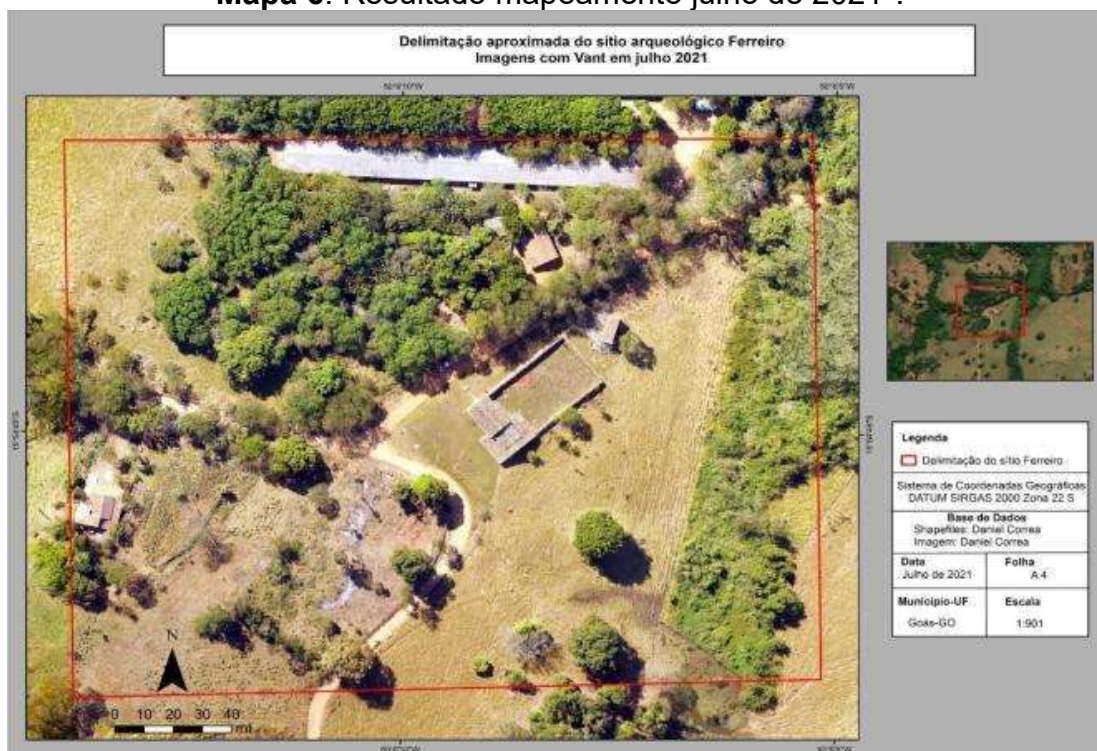 Mapa 6. Resultado mapeamento julho de 2021 .
Delimitação aproximada do sítio arqueológico Ferreiro
Imagens com Vant em julho 2021
N
0 10 20 30 40
Legenda
Delimitação do sítio Ferreiro
Sistema de Coordenadas Geográficas
DATUM SIRGAS 2000 Zona 22 S
Base de Dados
Shapefiles: Daniel Correa
Imagem: Daniel Correa
Data
Julho de 2021
Folha
A 4
Município-UF
Goás-GO
Escala
1:901